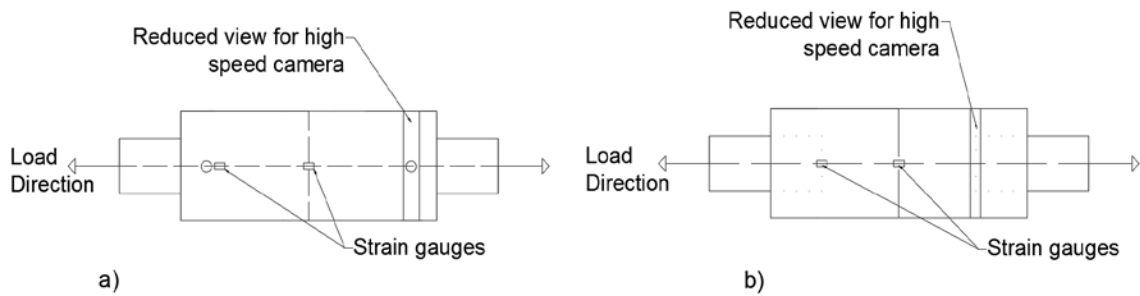 Reduced view for high
speed camera
Load
Direction
Strain gauges
a)
Reduced view for high
speed camera
Load
Direction
Strain gauges
b)